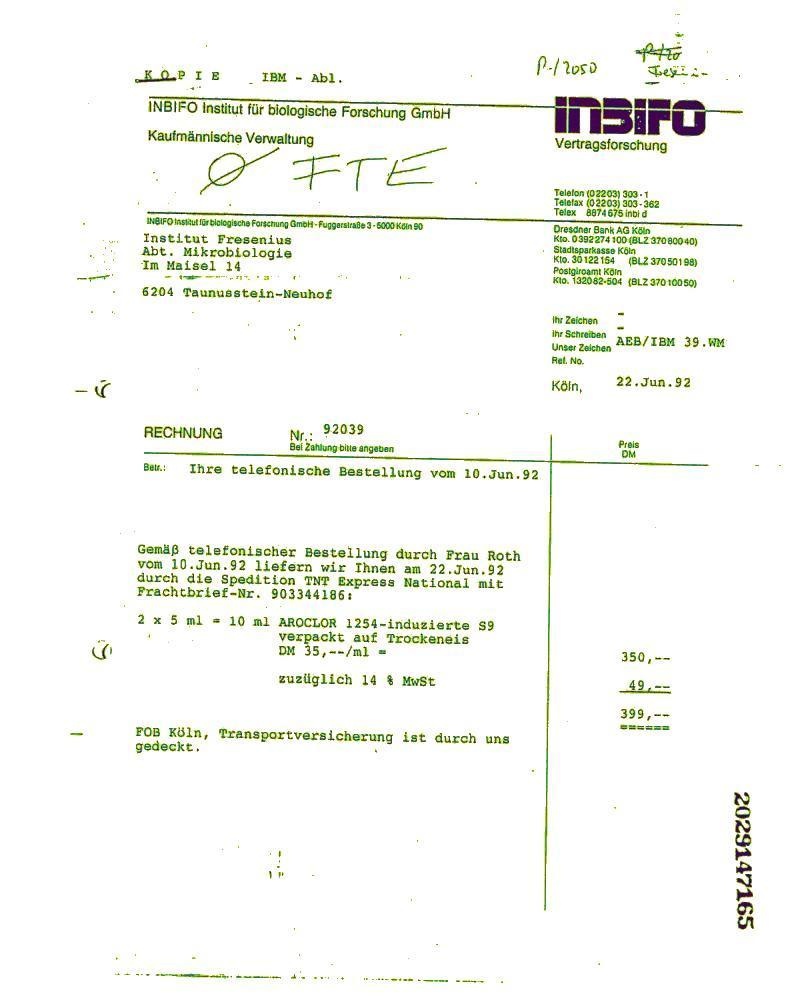 K O P I E IBM - Abl.
P-/2050
P/20
INBIFO Institut für biologische Forschung GmbH
INBIFO
Kaufmännische Verwaltung
Vertragsforschung
Ø FTE
Telefon (02203) 303-1
Telefax (02203) 303-362
Telex 8874675 inbi d
INBIFO Institut für biologische Forschung GmbH - Fuggerstraße 3 - 5000 Köln 90
Dresdner Bank AG Köln
Kto. 0392274100 (BLZ 37080040)
Stadtsparkasse Köln
Kto. 30122154 (BLZ 37050198)
Postgiroamt Köln
Kto. 132082-504 (BLZ 37010050)
Institut Fresenius
Abt. Mikrobiologie
Im Maisel 14
6204 Taunusstein-Neuhof
Ihr Zeichen -
Ihr Schreiben -
Unser Zeichen AEB/IBM 39.WM
Ref. No.
Köln, 22.Jun.92
RECHNUNG Nr.: 92039
Bei Zahlung bitte angeben
Preis
DM
Betr.: Ihre telefonische Bestellung vom 10.Jun.92
Gemäß telefonischer Bestellung durch Frau Roth
vom 10.Jun.92 liefern wir Ihnen am 22.Jun.92
durch die Spedition TNT Express National mit
Frachtbrief-Nr. 903344186:
2 x 5 ml = 10 ml AROCLOR 1254-induzierte S9
verpackt auf Trockeneis
DM 35,--/ml = 350,--
zuzüglich 14 % MwSt 49,--
399,--
======
FOB Köln, Transportversicherung ist durch uns
gedeckt.
2029147165